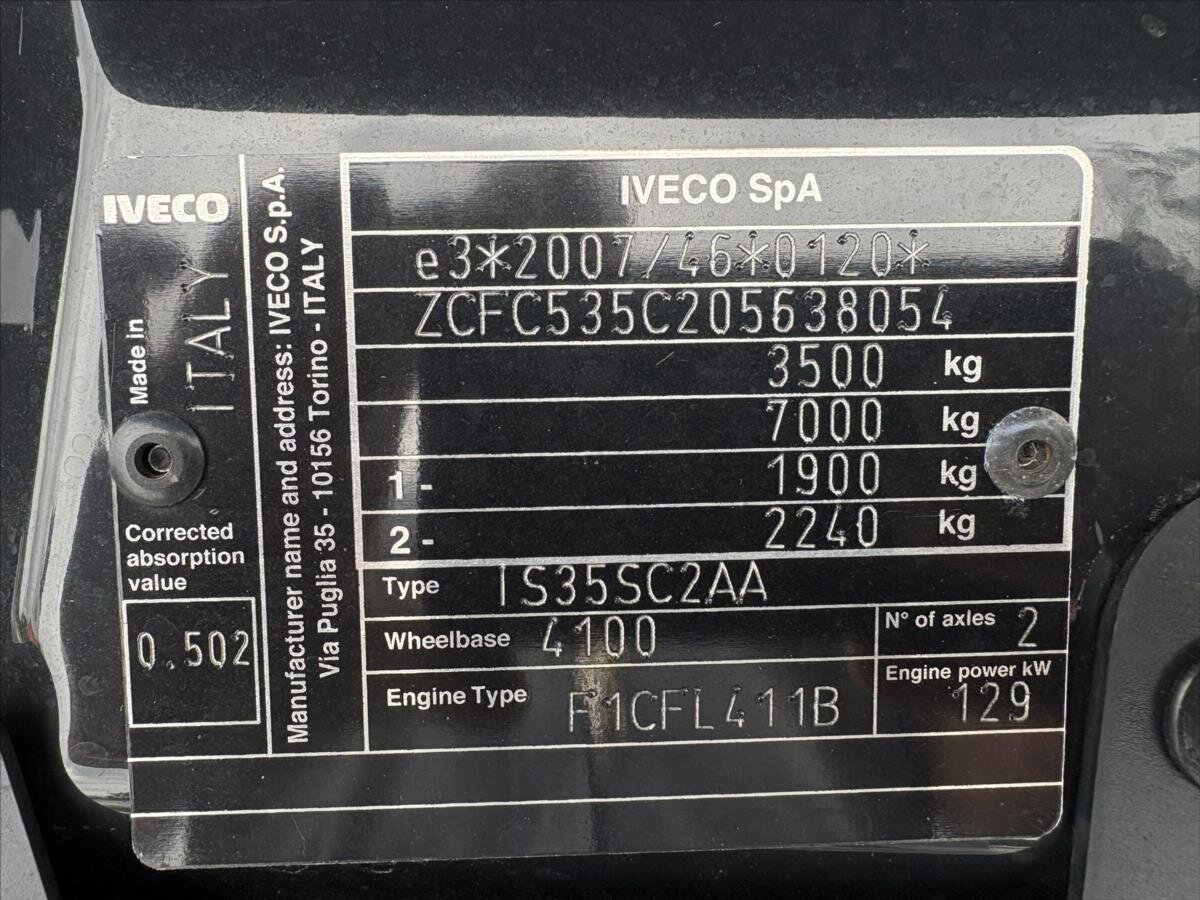 IVECO
Made in
ITALY
Corrected
absorption
value
0.502
Manufacturer name and address: IVECO S.p.A.
Via Puglia 35 - 10156 Torino - ITALY
IVECO SpA
e3*2007/46*0120*
ZCFC535C205638054
3500 kg
7000 kg
1 - 1900 kg
2 - 2240 kg
Type IS35SC2AA
Wheelbase 4100
N° of axles 2
Engine Type F1CFL411B
Engine power kW
129